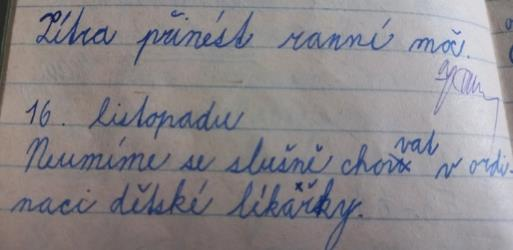 Zítra přinést ranní moč.
16. listopadu
Neumíme se slušně chovat v ordi-
naci dětské lékařky.